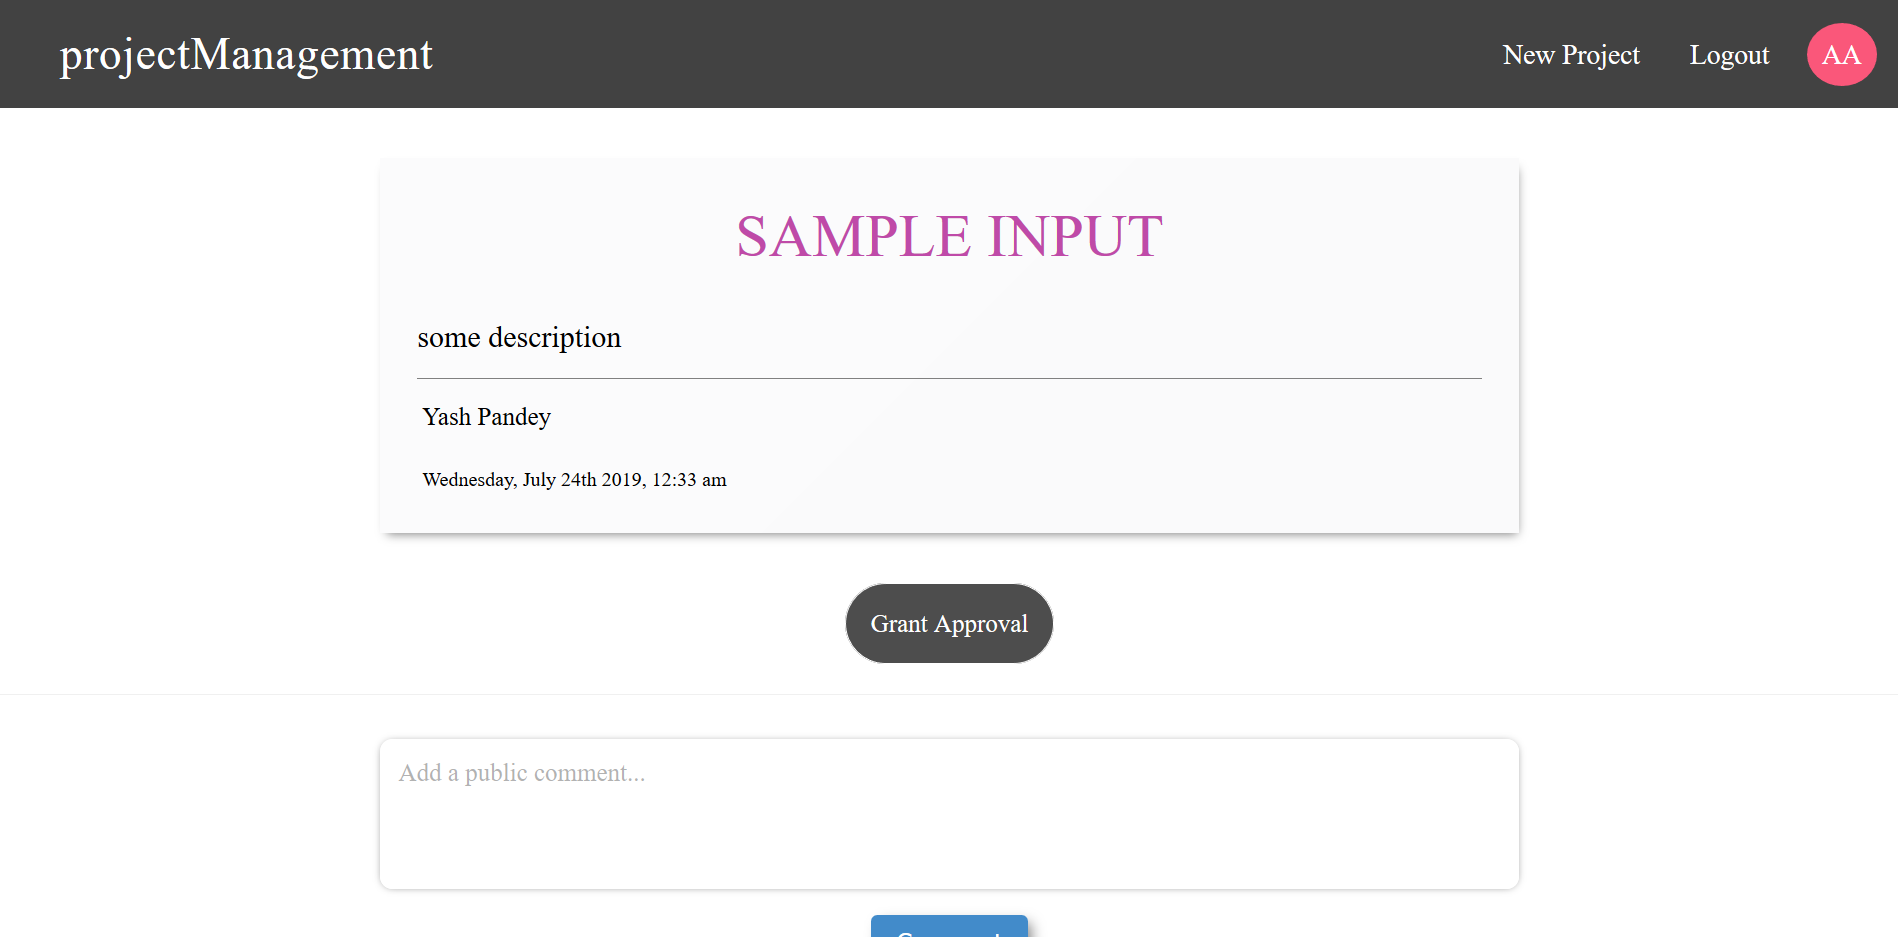 projectManagement
New Project
Logout
AA
SAMPLE INPUT
some description
Yash Pandey
Wednesday, July 24th 2019, 12:33 am
Grant Approval
Add a public comment...